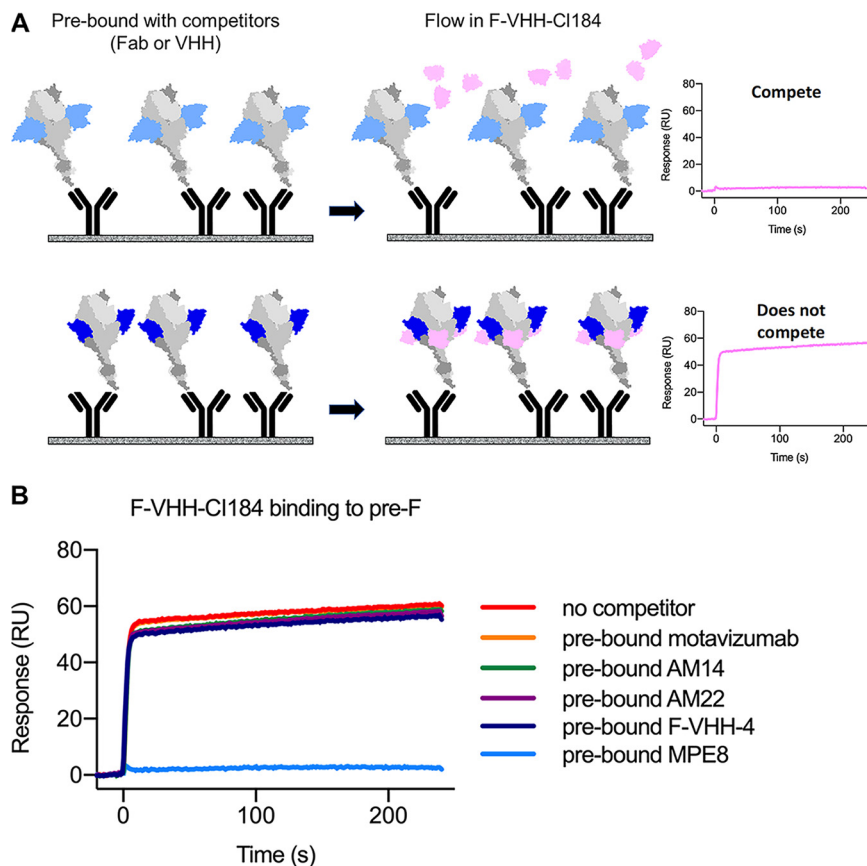 A
Pre-bound with competitors
(Fab or VHH)
Flow in F-VHH-Cl184
Compete
Response (RU)
80
60
40
20
0
0
100
200
Time (s)
Does not
compete
Response (RU)
80
60
40
20
0
0
100
200
Time (s)
B
F-VHH-Cl184 binding to pre-F
Response (RU)
80
60
40
20
0
0
100
200
Time (s)
no competitor
pre-bound motavizumab
pre-bound AM14
pre-bound AM22
pre-bound F-VHH-4
pre-bound MPE8